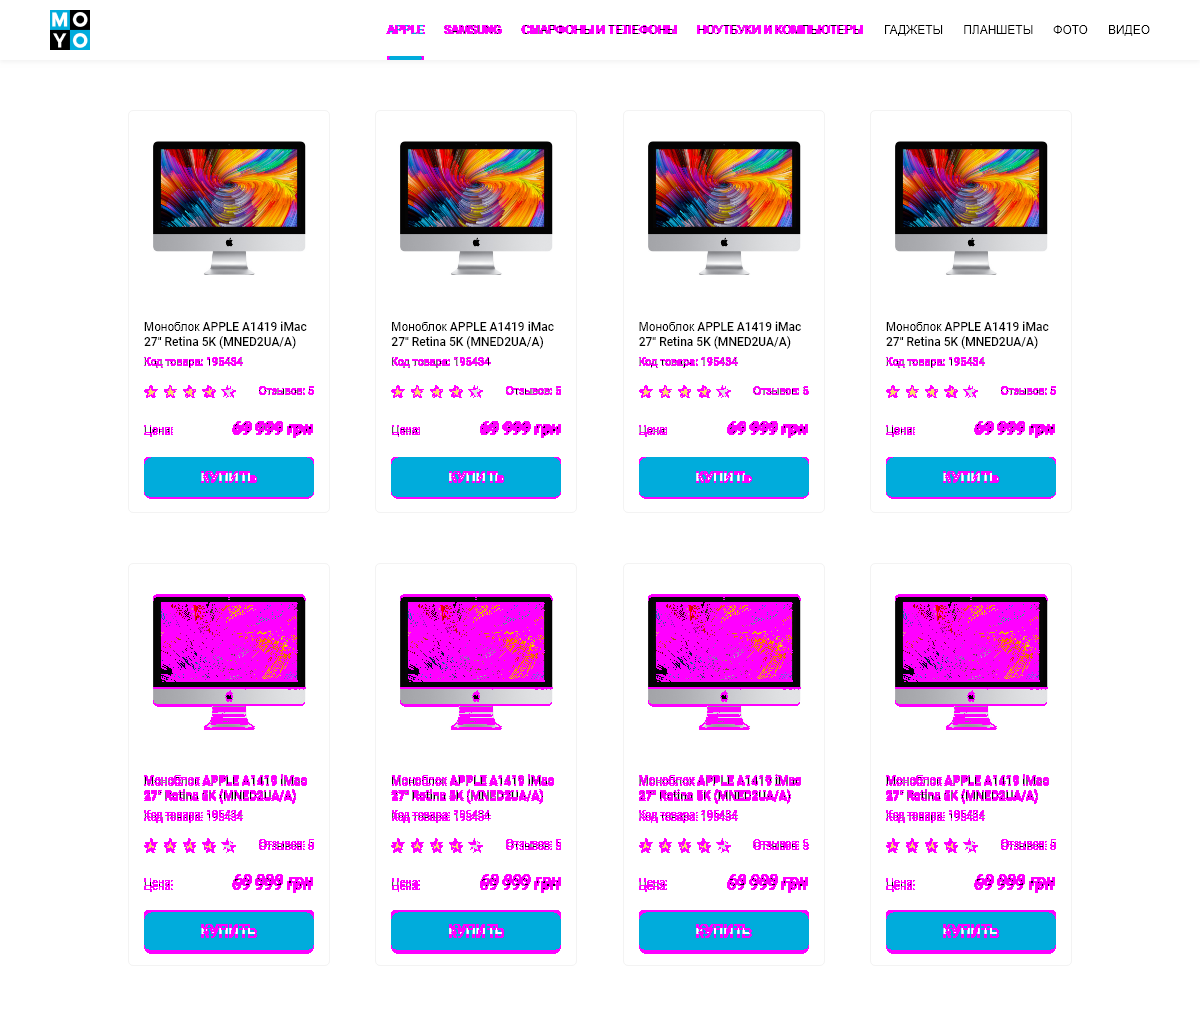 MO
YO
APPLE SAMSUNG СМАРФОНЫ И ТЕЛЕФОНЫ НОУТБУКИ И КОМПЬЮТЕРЫ ГАДЖЕТЫ ПЛАНШЕТЫ ФОТО ВИДЕО
Моноблок APPLE A1419 iMac
27" Retina 5K (MNED2UA/A)
Код товара: 195434
Отзывов: 5
Цена: 69 999 грн
КУПИТЬ
Моноблок APPLE A1419 iMac
27" Retina 5K (MNED2UA/A)
Код товара: 195434
Отзывов: 5
Цена: 69 999 грн
КУПИТЬ
Моноблок APPLE A1419 iMac
27" Retina 5K (MNED2UA/A)
Код товара: 195434
Отзывов: 5
Цена: 69 999 грн
КУПИТЬ
Моноблок APPLE A1419 iMac
27" Retina 5K (MNED2UA/A)
Код товара: 195434
Отзывов: 5
Цена: 69 999 грн
КУПИТЬ
Моноблок APPLE A1419 iMac
27" Retina 5K (MNED2UA/A)
Код товара: 195434
Отзывов: 5
Цена: 69 999 грн
КУПИТЬ
Моноблок APPLE A1419 iMac
27" Retina 5K (MNED2UA/A)
Код товара: 195434
Отзывов: 5
Цена: 69 999 грн
КУПИТЬ
Моноблок APPLE A1419 iMac
27" Retina 5K (MNED2UA/A)
Код товара: 195434
Отзывов: 5
Цена: 69 999 грн
КУПИТЬ
Моноблок APPLE A1419 iMac
27" Retina 5K (MNED2UA/A)
Код товара: 195434
Отзывов: 5
Цена: 69 999 грн
КУПИТЬ